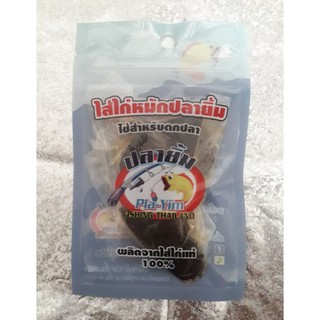 ไส้ไก่หมักปลายิ้ม
ใช้สำหรับตกปลา
ปลายิ้ม
Pla-Yim
FISHING THAILAND
ผลิตจากไส้ไก่แท้
100%